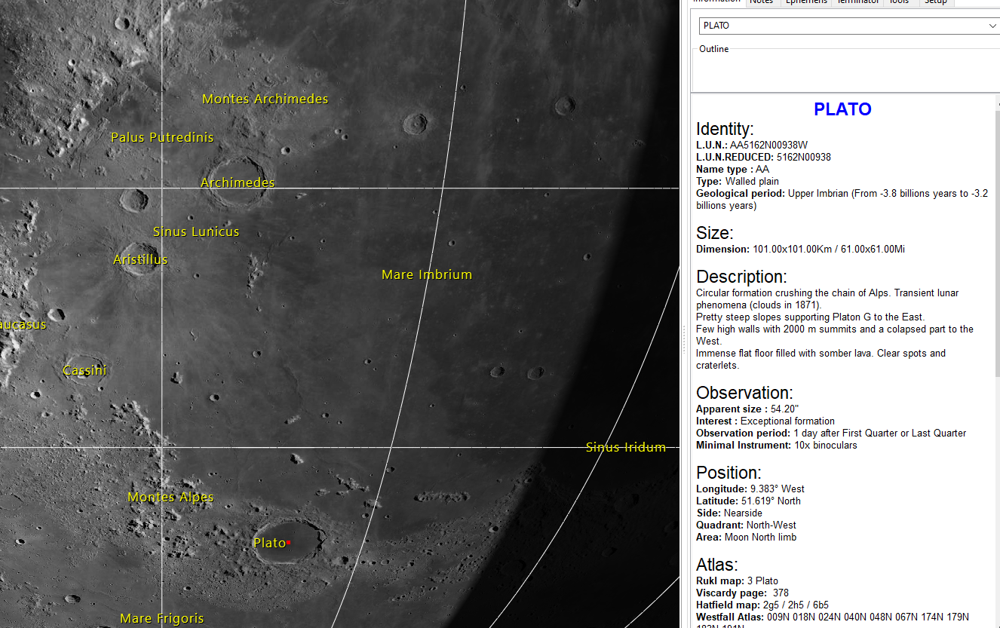 Information Notes Ephemeris Terminator Tools Setup
PLATO
Outline
PLATO
Identity:
L.U.N.: AA5162N00938W
L.U.N.REDUCED: 5162N00938
Name type : AA
Type: Walled plain
Geological period: Upper Imbrian (From -3.8 billions years to -3.2
billions years)
Size:
Dimension: 101.00x101.00Km / 61.00x61.00Mi
Description:
Circular formation crushing the chain of Alps. Transient lunar
phenomena (clouds in 1871).
Pretty steep slopes supporting Platon G to the East.
Few high walls with 2000 m summits and a colapsed part to the
West.
Immense flat floor filled with somber lava. Clear spots and
craterlets.
Observation:
Apparent size : 54.20"
Interest : Exceptional formation
Observation period: 1 day after First Quarter or Last Quarter
Minimal Instrument: 10x binoculars
Position:
Longitude: 9.383° West
Latitude: 51.619° North
Side: Nearside
Quadrant: North-West
Area: Moon North limb
Atlas:
Rukl map: 3 Plato
Viscardy page: 378
Hatfield map: 2g5 / 2h5 / 6b5
Westfall Atlas: 009N 018N 024N 040N 048N 067N 174N 179N
Montes Archimedes
Palus Putredinis
Archimedes
Sinus Lunicus
Aristillus
Mare Imbrium
aucasus
Cassini
Sinus Iridum
Montes Alpes
Plato
Mare Frigoris